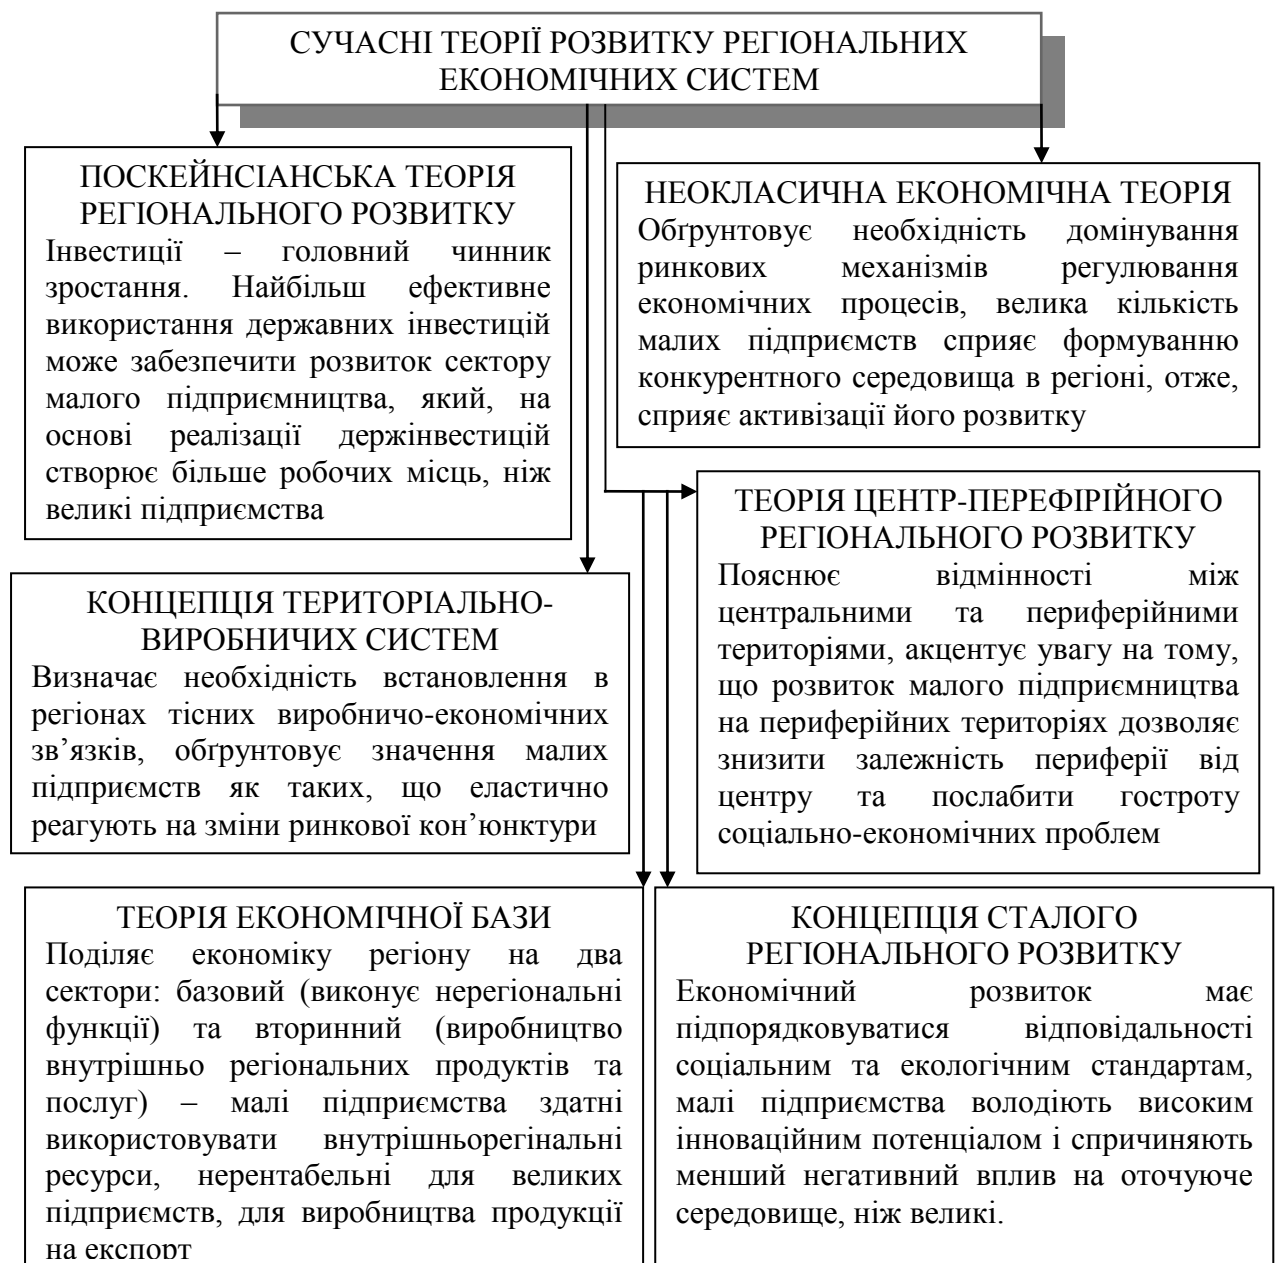 СУЧАСНІ ТЕОРІЇ РОЗВИТКУ РЕГІОНАЛЬНИХ
ЕКОНОМІЧНИХ СИСТЕМ
ПОСКЕЙНСІАНСЬКА ТЕОРІЯ
РЕГІОНАЛЬНОГО РОЗВИТКУ
Інвестиції – головний чинник
зростання. Найбільш ефективне
використання державних інвестицій
може забезпечити розвиток сектору
малого підприємництва, який, на
основі реалізації держінвестицій
створює більше робочих місць, ніж
великі підприємства
НЕОКЛАСИЧНА ЕКОНОМІЧНА ТЕОРІЯ
Обґрунтовує необхідність домінування
ринкових механізмів регулювання
економічних процесів, велика кількість
малих підприємств сприяє формуванню
конкурентного середовища в регіоні, отже,
сприяє активізації його розвитку
ТЕОРІЯ ЦЕНТР-ПЕРЕФІРІЙНОГО
РЕГІОНАЛЬНОГО РОЗВИТКУ
Пояснює відмінності між
центральними та периферійними
територіями, акцентує увагу на тому,
що розвиток малого підприємництва
на периферійних територіях дозволяє
знизити залежність периферії від
центру та послабити гостроту
соціально-економічних проблем
КОНЦЕПЦІЯ ТЕРИТОРІАЛЬНО-
ВИРОБНИЧИХ СИСТЕМ
Визначає необхідність встановлення в
регіонах тісних виробничо-економічних
зв’язків, обґрунтовує значення малих
підприємств як таких, що еластично
реагують на зміни ринкової кон’юнктури
ТЕОРІЯ ЕКОНОМІЧНОЇ БАЗИ
Поділяє економіку регіону на два
сектори: базовий (виконує нерегіональні
функції) та вторинний (виробництво
внутрішньо регіональних продуктів та
послуг) – малі підприємства здатні
використовувати внутрішньорегінальні
ресурси, нерентабельні для великих
підприємств, для виробництва продукції
на експорт
КОНЦЕПЦІЯ СТАЛОГО
РЕГІОНАЛЬНОГО РОЗВИТКУ
Економічний розвиток має
підпорядковуватися відповідальності
соціальним та екологічним стандартам,
малі підприємства володіють високим
інноваційним потенціалом і спричиняють
менший негативний вплив на оточуюче
середовище, ніж великі.